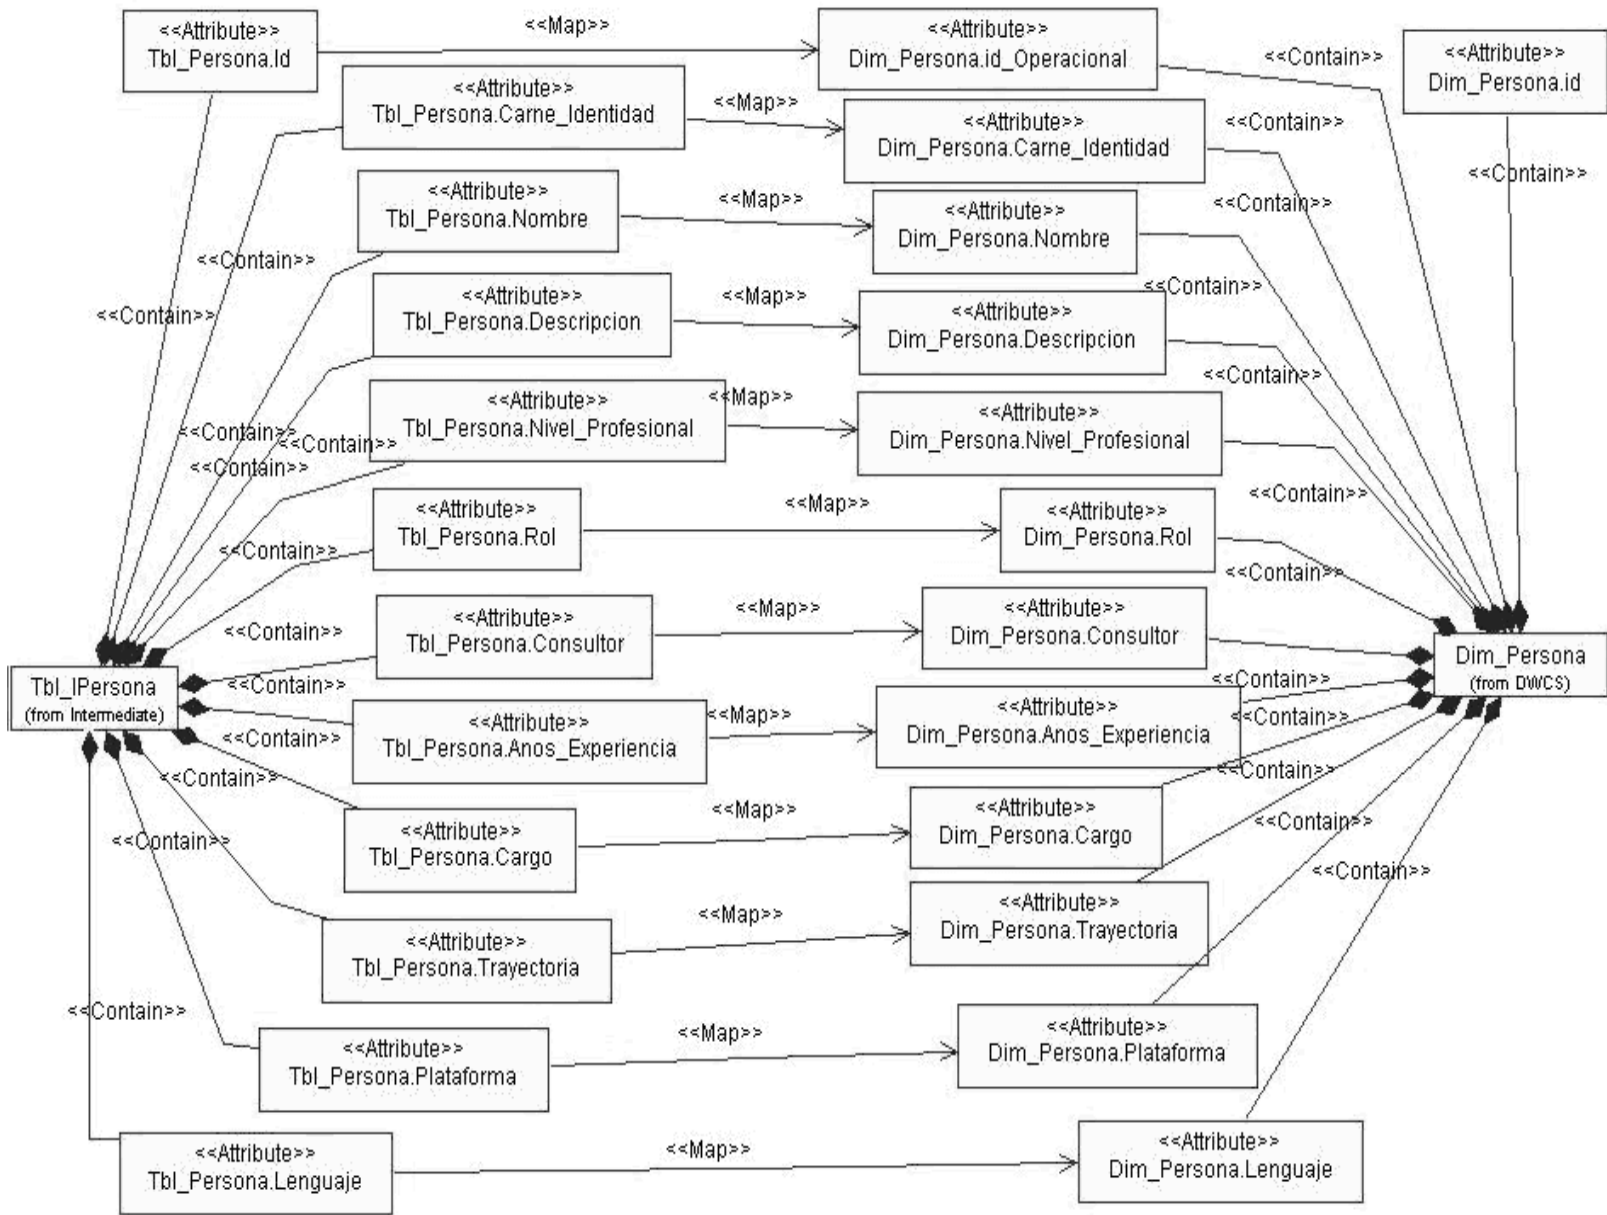 <<Attribute>>
Tbl_Persona.Id
<<Map>>
<<Attribute>>
Dim_Persona.id_Operacional
<<Contain>>
<<Attribute>>
Dim_Persona.id
<<Attribute>>
Tbl_Persona.Carne_Identidad
<<Map>>
<<Attribute>>
Dim_Persona.Carne_Identidad
<<Contain>>
<<Contain>>
<<Attribute>>
Tbl_Persona.Nombre
<<Map>>
<<Attribute>>
Dim_Persona.Nombre
<<Contain>>
<<Contain>>
<<Attribute>>
Tbl_Persona.Descripcion
<<Map>>
<<Attribute>>
Dim_Persona.Descripcion
<<Contain>>
<<Contain>>
<<Attribute>>
Tbl_Persona.Nivel_Profesional
<<Map>>
<<Attribute>>
Dim_Persona.Nivel_Profesional
<<Contain>>
<<Contain>>
<<Contain>>
<<Contain>>
<<Attribute>>
Tbl_Persona.Rol
<<Map>>
<<Attribute>>
Dim_Persona.Rol
<<Contain>>
<<Contain>>
<<Contain>>
<<Attribute>>
Tbl_Persona.Consultor
<<Map>>
<<Attribute>>
Dim_Persona.Consultor
<<Contain>>
Tbl_IPersona
(from Intermediate)
Dim_Persona
(from DWCS)
<<Contain>>
<<Attribute>>
Tbl_Persona.Anos_Experiencia
<<Map>>
<<Attribute>>
Dim_Persona.Anos_Experiencia
<<Contain>>
<<Contain>>
<<Contain>>
<<Contain>>
<<Attribute>>
Tbl_Persona.Cargo
<<Map>>
<<Attribute>>
Dim_Persona.Cargo
<<Contain>>
<<Contain>>
<<Contain>>
<<Attribute>>
Tbl_Persona.Trayectoria
<<Map>>
<<Attribute>>
Dim_Persona.Trayectoria
<<Contain>>
<<Contain>>
<<Attribute>>
Tbl_Persona.Plataforma
<<Map>>
<<Attribute>>
Dim_Persona.Plataforma
<<Attribute>>
Tbl_Persona.Lenguaje
<<Map>>
<<Attribute>>
Dim_Persona.Lenguaje